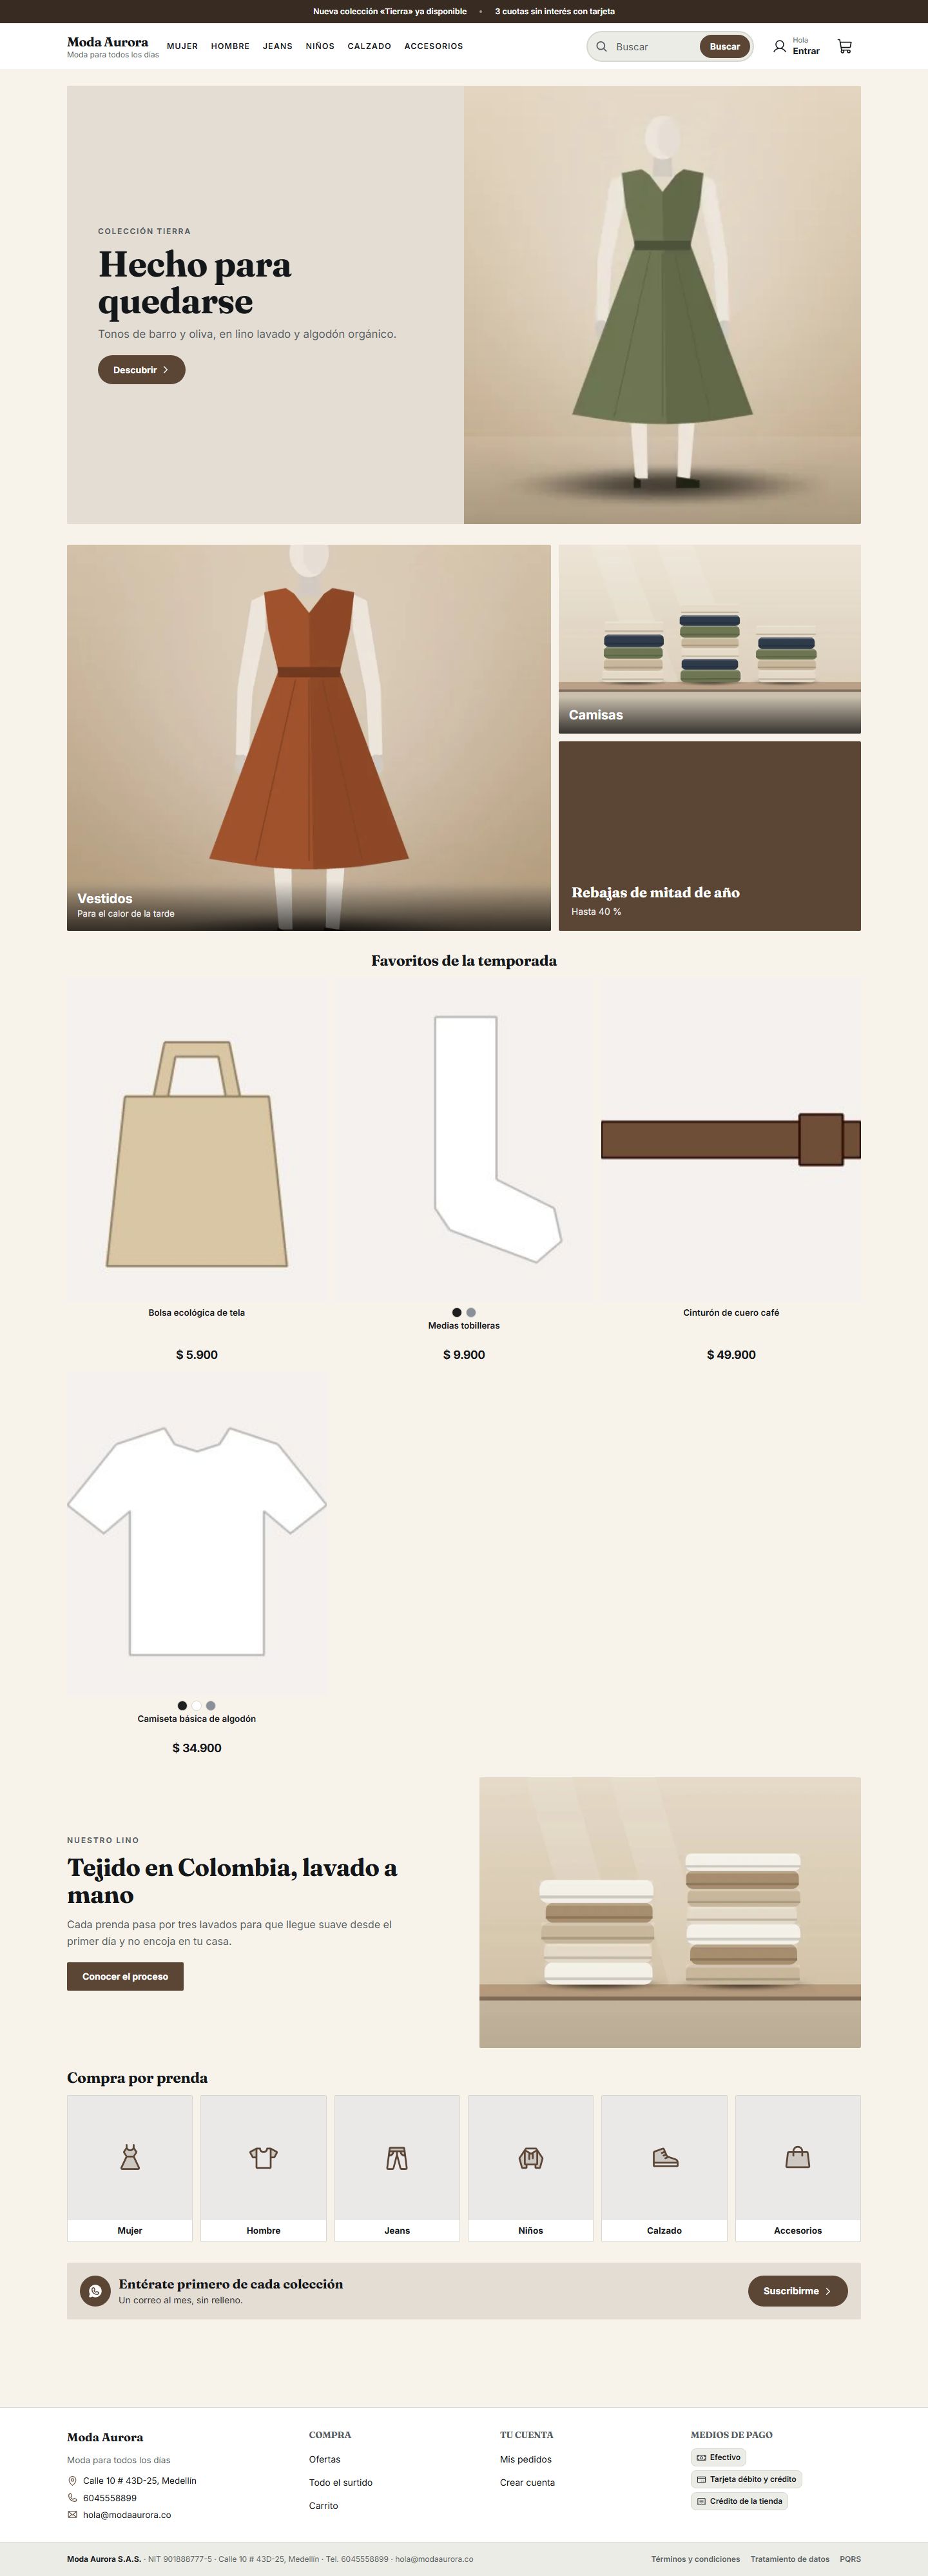 Nueva colección «Tierra» ya disponible • 3 cuotas sin interés con tarjeta
Moda Aurora
Moda para todos los días
MUJER HOMBRE JEANS NIÑOS CALZADO ACCESORIOS
Buscar
Buscar
Hola
Entrar
COLECCIÓN TIERRA
Hecho para
quedarse
Tonos de barro y oliva, en lino lavado y algodón orgánico.
Descubrir
Camisas
Vestidos
Para el calor de la tarde
Rebajas de mitad de año
Hasta 40 %
Favoritos de la temporada
Bolsa ecológica de tela
$ 5.900
Medias tobilleras
$ 9.900
Cinturón de cuero café
$ 49.900
Camiseta básica de algodón
$ 34.900
NUESTRO LINO
Tejido en Colombia, lavado a
mano
Cada prenda pasa por tres lavados para que llegue suave desde el
primer día y no encoja en tu casa.
Conocer el proceso
Compra por prenda
Mujer
Hombre
Jeans
Niños
Calzado
Accesorios
Entérate primero de cada colección
Un correo al mes, sin relleno.
Suscribirme
Moda Aurora
Moda para todos los días
Calle 10 # 43D-25, Medellín
6045558899
hola@modaaurora.co
COMPRA
Ofertas
Todo el surtido
Carrito
TU CUENTA
Mis pedidos
Crear cuenta
MEDIOS DE PAGO
Efectivo
Tarjeta débito y crédito
Crédito de la tienda
Moda Aurora S.A.S. · NIT 901888777-5 · Calle 10 # 43D-25, Medellín · Tel. 6045558899 · hola@modaaurora.co
Términos y condiciones Tratamiento de datos PQRS